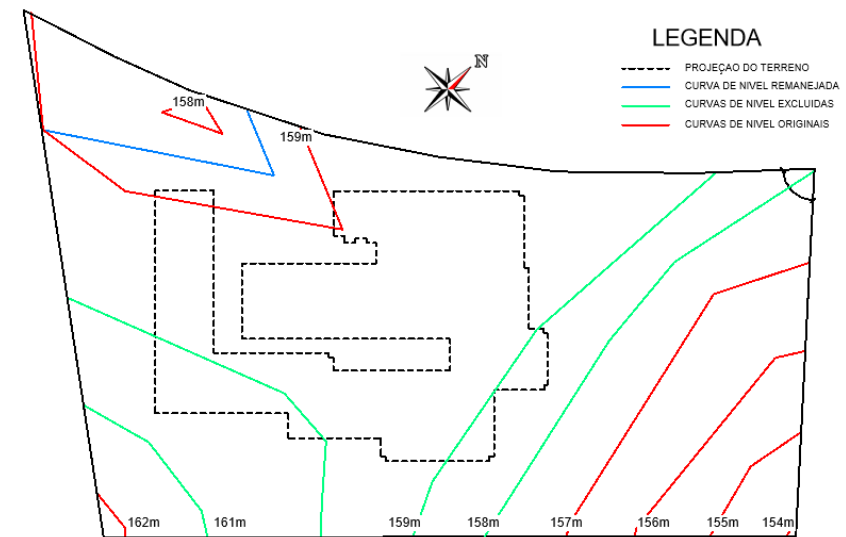 N
LEGENDA
PROJEÇAO DO TERRENO
CURVA DE NIVEL REMANEJADA
CURVAS DE NIVEL EXCLUIDAS
CURVAS DE NIVEL ORIGINAIS
158m
159m
162m 161m 159m 158m 157m 156m 155m 154m